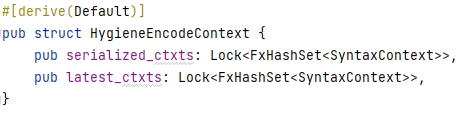 #[derive(Default)]
pub struct HygieneEncodeContext {
    pub serialized_ctxts: Lock<FxHashSet<SyntaxContext>>,
    pub latest_ctxts: Lock<FxHashSet<SyntaxContext>>,
}